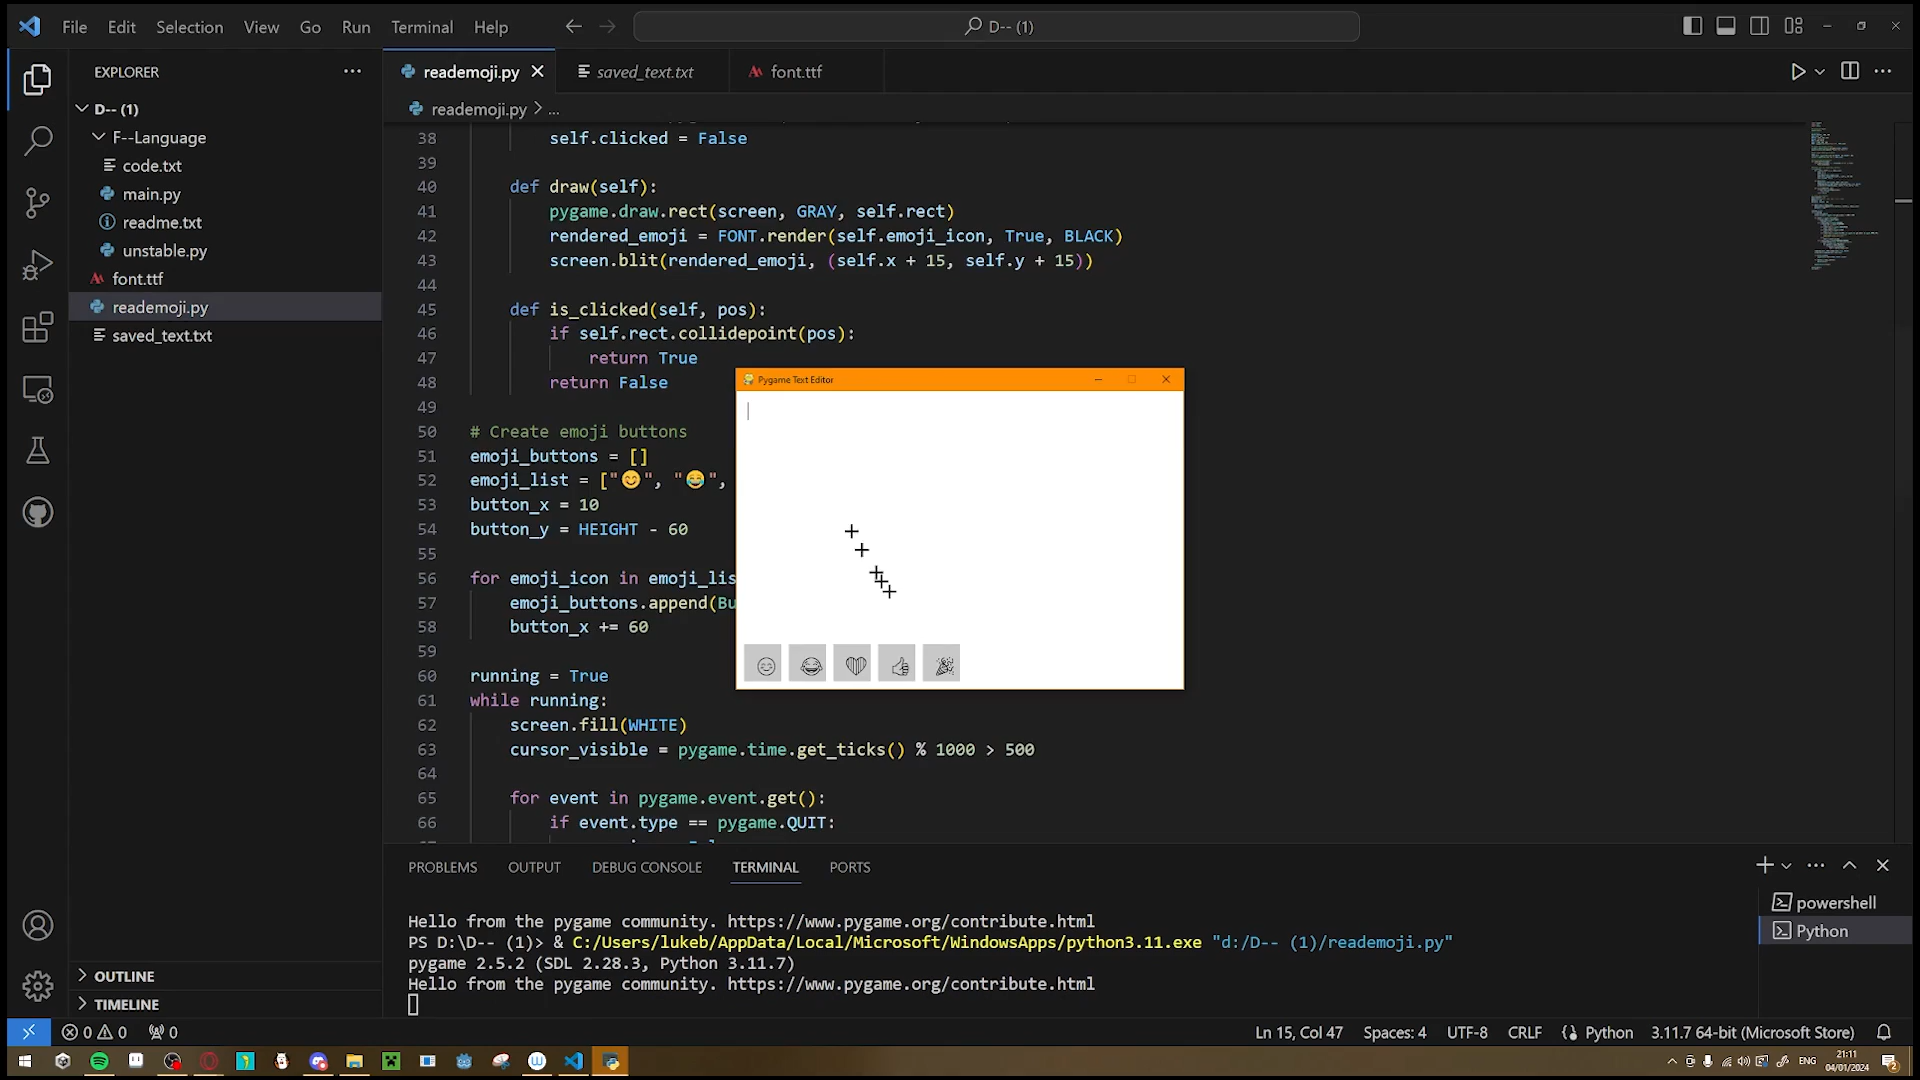 File Edit Selection View Go Run Terminal Help
D-- (1)
EXPLORER
D-- (1)
F--Language
code.txt
main.py
readme.txt
unstable.py
font.ttf
reademoji.py
saved_text.txt
OUTLINE
TIMELINE
reademoji.py
saved_text.txt
font.ttf
reademoji.py > ...
38 self.clicked = False
39
40 def draw(self):
41 pygame.draw.rect(screen, GRAY, self.rect)
42 rendered_emoji = FONT.render(self.emoji_icon, True, BLACK)
43 screen.blit(rendered_emoji, (self.x + 15, self.y + 15))
44
45 def is_clicked(self, pos):
46 if self.rect.collidepoint(pos):
47 return True
48 return False
49
50 # Create emoji buttons
51 emoji_buttons = []
52 emoji_list = ["😊", "😂",
53 button_x = 10
54 button_y = HEIGHT - 60
55
56 for emoji_icon in emoji_lis
57 emoji_buttons.append(Bu
58 button_x += 60
59
60 running = True
61 while running:
62 screen.fill(WHITE)
63 cursor_visible = pygame.time.get_ticks() % 1000 > 500
64
65 for event in pygame.event.get():
66 if event.type == pygame.QUIT:
Pygame Text Editor
PROBLEMS OUTPUT DEBUG CONSOLE TERMINAL PORTS
Hello from the pygame community. https://www.pygame.org/contribute.html
PS D:\D-- (1)> & C:/Users/lukeb/AppData/Local/Microsoft/WindowsApps/python3.11.exe "d:/D-- (1)/reademoji.py"
pygame 2.5.2 (SDL 2.28.3, Python 3.11.7)
Hello from the pygame community. https://www.pygame.org/contribute.html
powershell
Python
0 0 0
Ln 15, Col 47 Spaces: 4 UTF-8 CRLF Python 3.11.7 64-bit (Microsoft Store)
ENG
21:11
04/01/2024
2